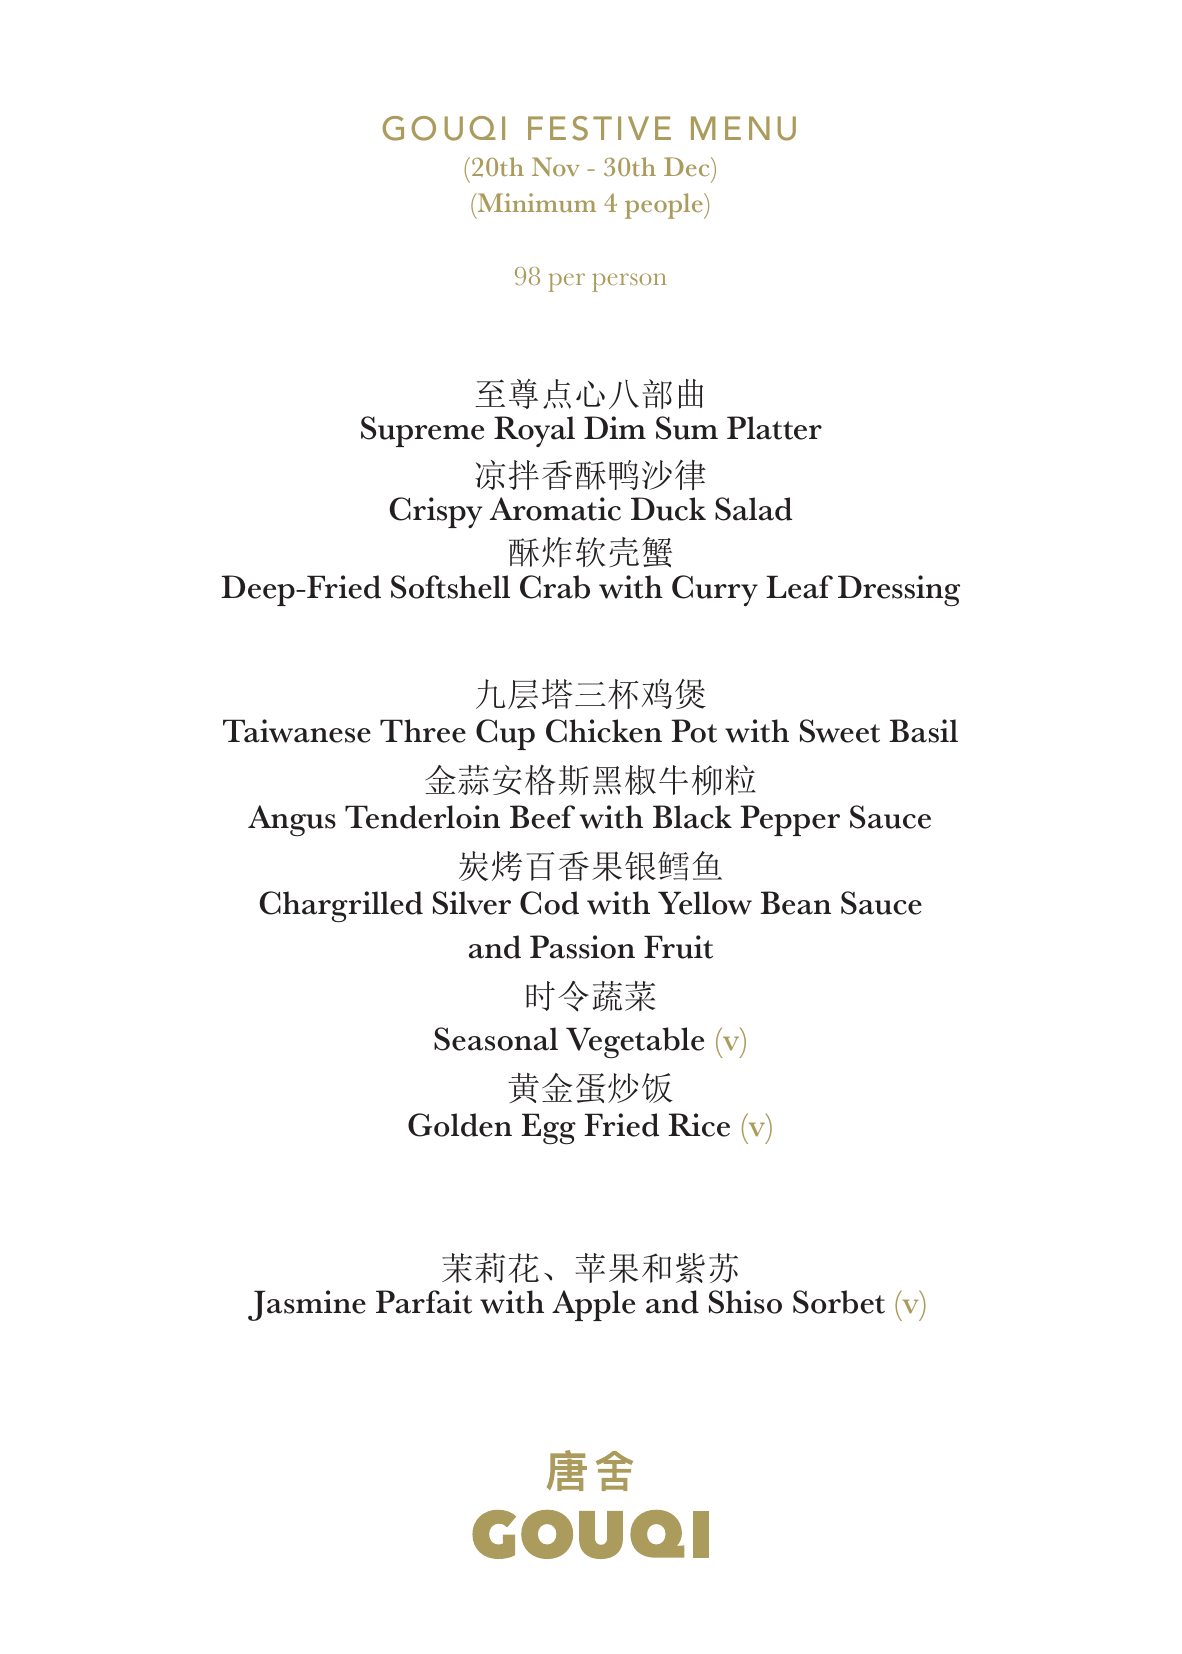 GOUQI FESTIVE MENU
(20th Nov - 30th Dec)
(Minimum 4 people)
98 per person
至尊点心八部曲
Supreme Royal Dim Sum Platter
凉拌香酥鸭沙律
Crispy Aromatic Duck Salad
酥炸软壳蟹
Deep-Fried Softshell Crab with Curry Leaf Dressing
九层塔三杯鸡煲
Taiwanese Three Cup Chicken Pot with Sweet Basil
金蒜安格斯黑椒牛柳粒
Angus Tenderloin Beef with Black Pepper Sauce
炭烤百香果银鳕鱼
Chargrilled Silver Cod with Yellow Bean Sauce
and Passion Fruit
时令蔬菜
Seasonal Vegetable (v)
黄金蛋炒饭
Golden Egg Fried Rice (v)
茉莉花、苹果和紫苏
Jasmine Parfait with Apple and Shiso Sorbet (v)
唐舍
GOUQI